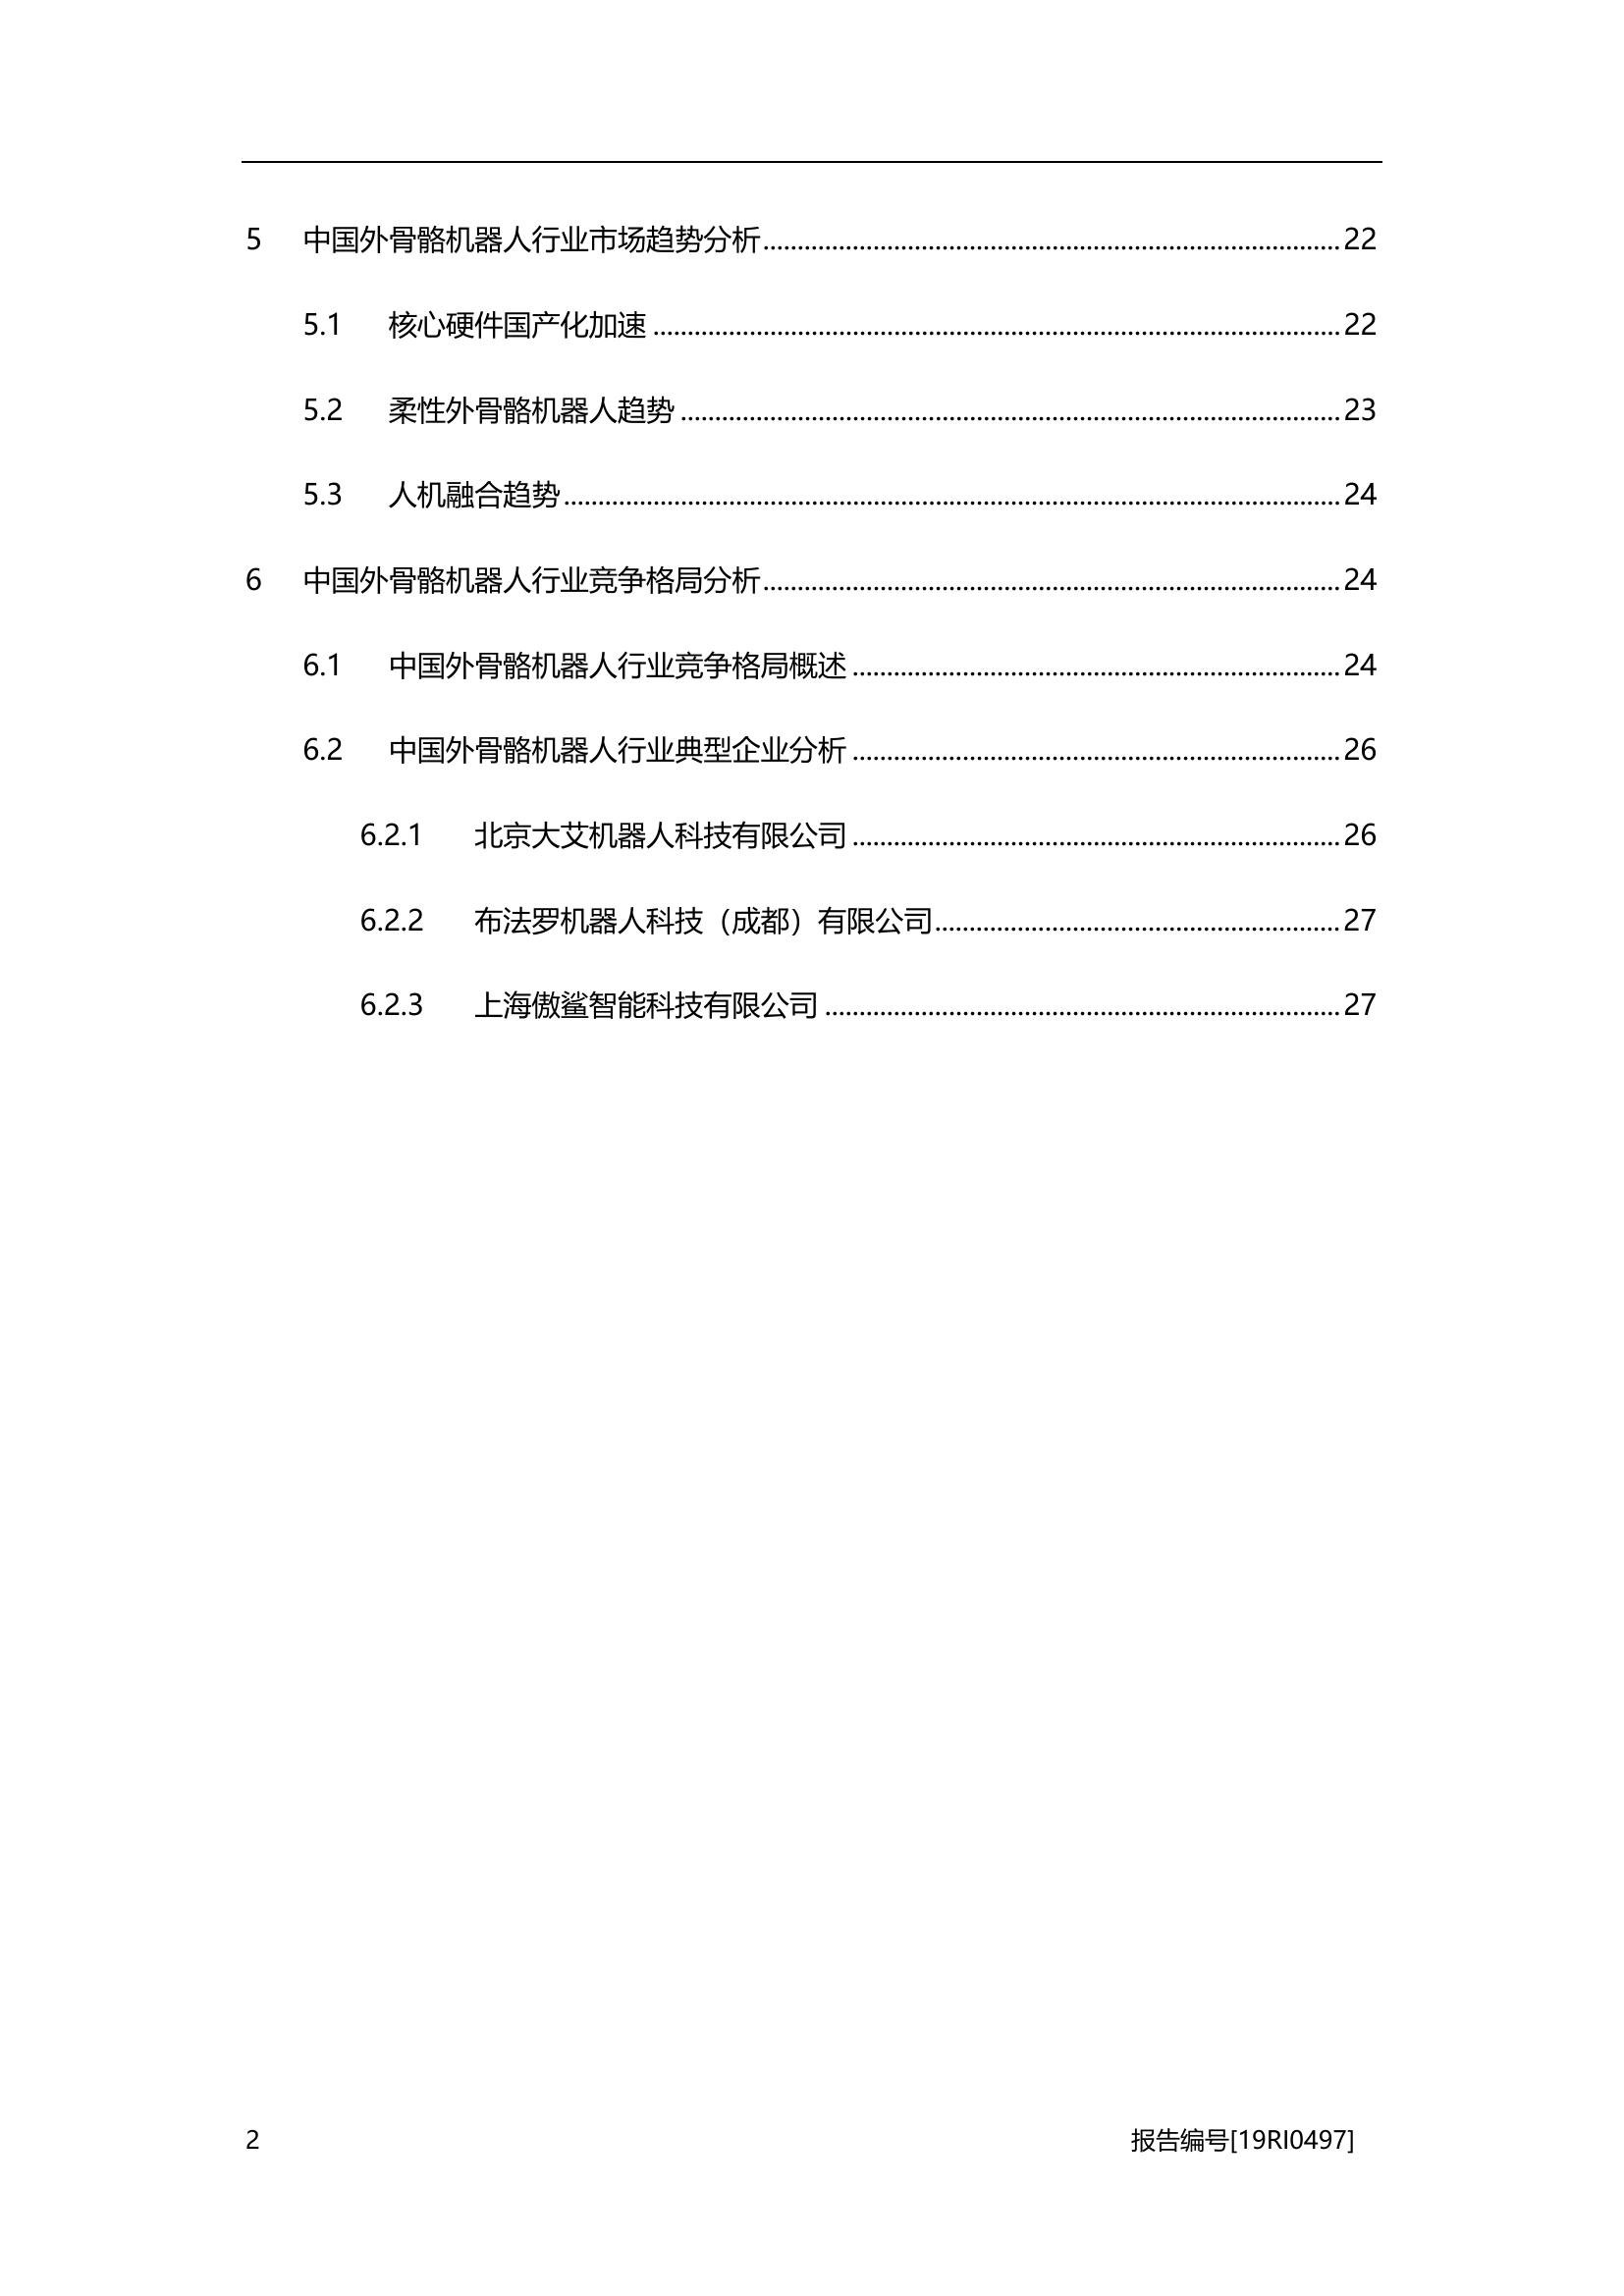 5 中国外骨骼机器人行业市场趋势分析 22
5.1 核心硬件国产化加速 22
5.2 柔性外骨骼机器人趋势 23
5.3 人机融合趋势 24
6 中国外骨骼机器人行业竞争格局分析 24
6.1 中国外骨骼机器人行业竞争格局概述 24
6.2 中国外骨骼机器人行业典型企业分析 26
6.2.1 北京大艾机器人科技有限公司 26
6.2.2 布法罗机器人科技（成都）有限公司 27
6.2.3 上海傲鲨智能科技有限公司 27
2 报告编号[19RI0497]